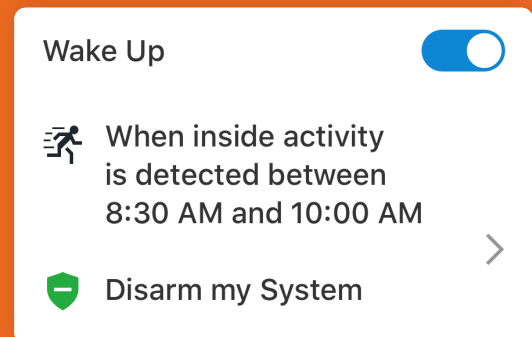 Wake Up
When inside activity
is detected between
8:30 AM and 10:00 AM
Disarm my System